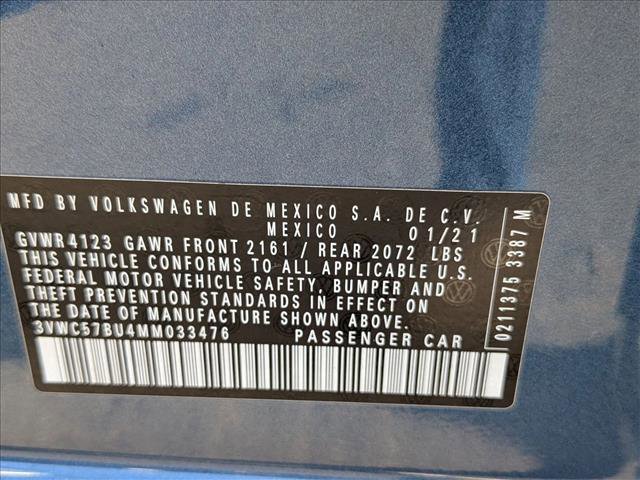 MFD BY VOLKSWAGEN DE MEXICO S.A. DE C.V.
MEXICO 01/21
GVWR 4123 GAWR FRONT 2161 / REAR 2072 LBS
THIS VEHICLE CONFORMS TO ALL APPLICABLE U.S.
FEDERAL MOTOR VEHICLE SAFETY, BUMPER AND
THEFT PREVENTION STANDARDS IN EFFECT ON
THE DATE OF MANUFACTURE SHOWN ABOVE.
3VWC57BU4MM033476 PASSENGER CAR
0211375 3387 M